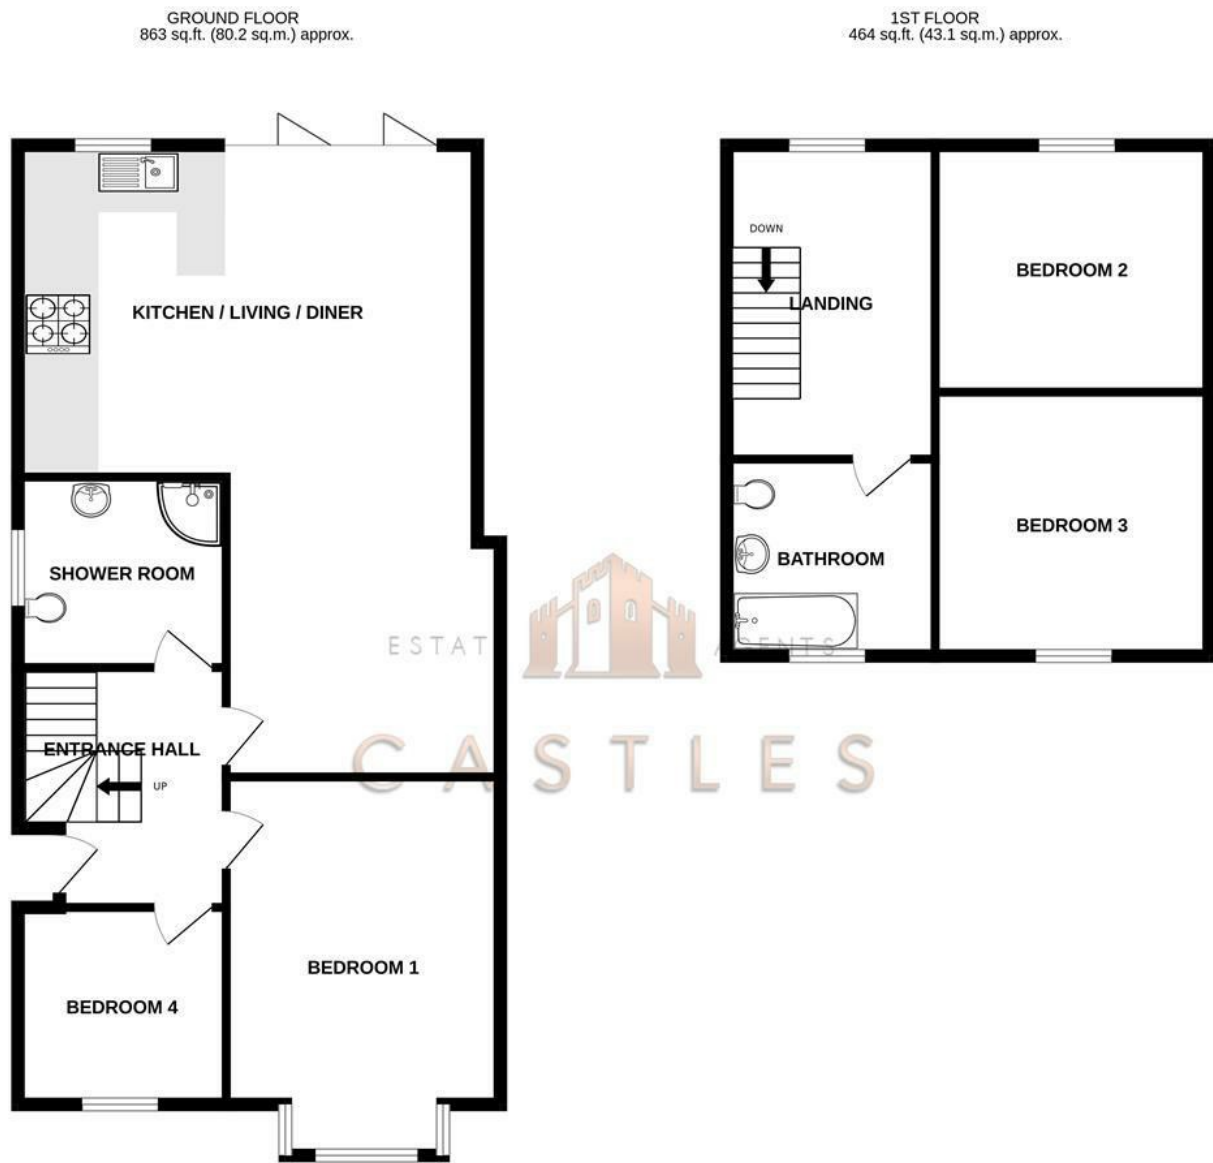 GROUND FLOOR
863 sq.ft. (80.2 sq.m.) approx.
KITCHEN / LIVING / DINER
SHOWER ROOM
ENTRANCE HALL
UP
BEDROOM 1
BEDROOM 4
1ST FLOOR
464 sq.ft. (43.1 sq.m.) approx.
DOWN
LANDING
BEDROOM 2
BEDROOM 3
BATHROOM
ESTATE AGENTS
CASTLES